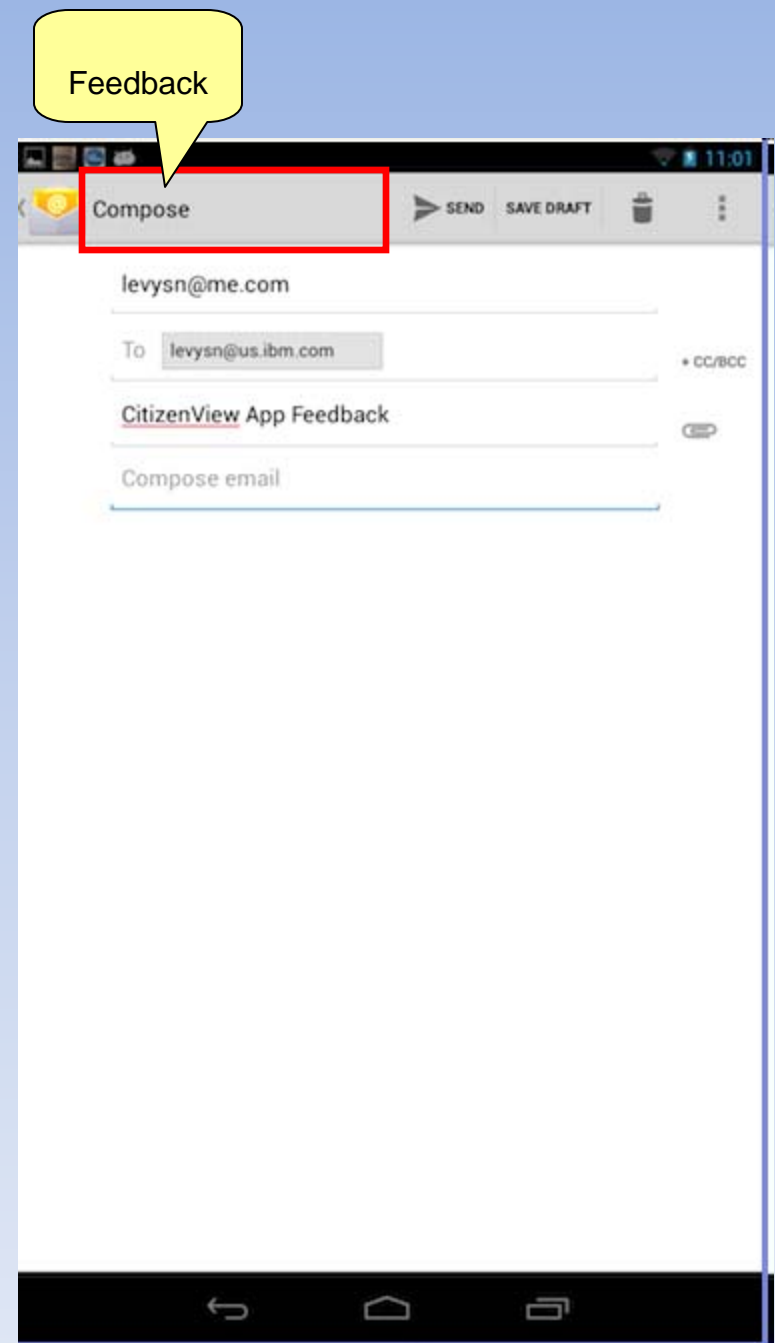 Feedback
11:01
Compose SEND SAVE DRAFT
levysn@me.com
To levysn@us.ibm.com
+ CC/BCC
CitizenView App Feedback
Compose email